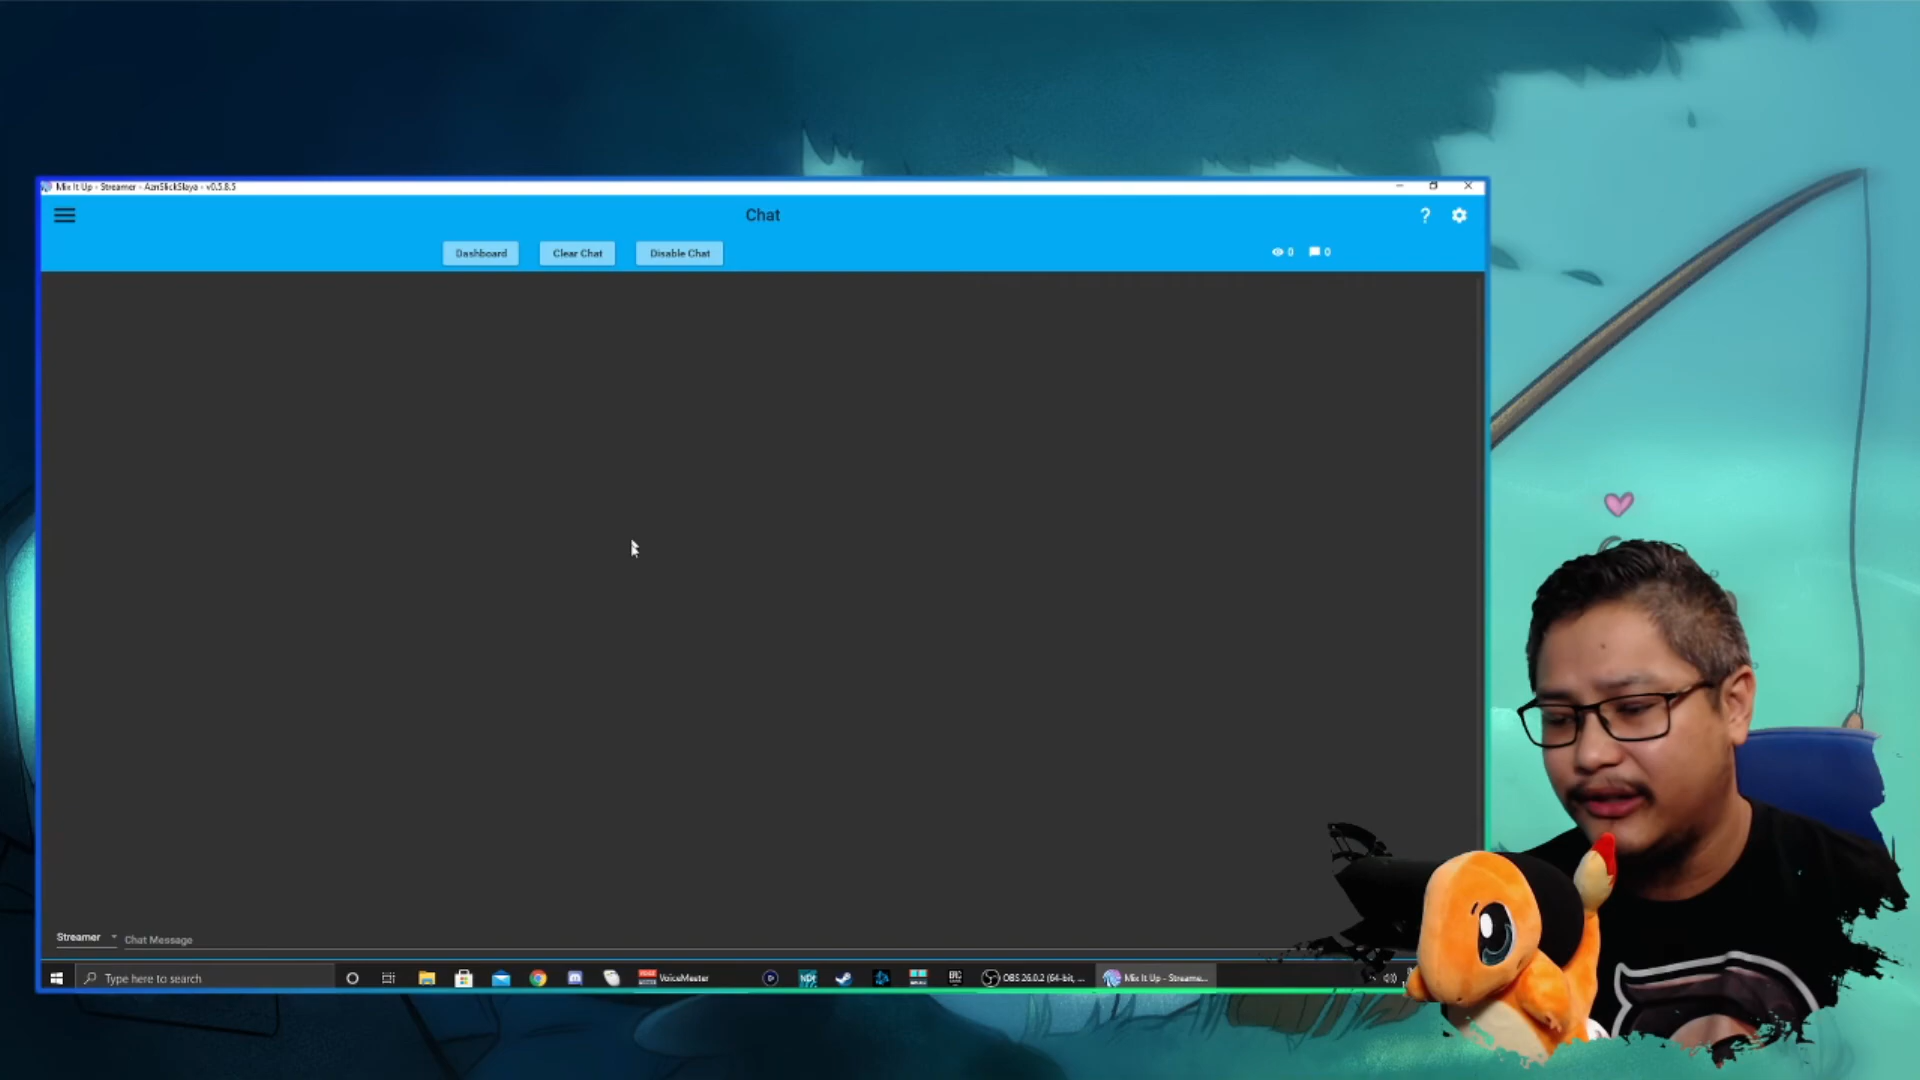 Mix It Up - Streamer - AznSlickSlaya - v0.5.8.5
Chat
?
Dashboard
Clear Chat
Disable Chat
0
0
Streamer
Chat Message
Type here to search
VoiceMeeter
OBS 26.0.2 (64-bit, ...
Mix It Up - Streame...